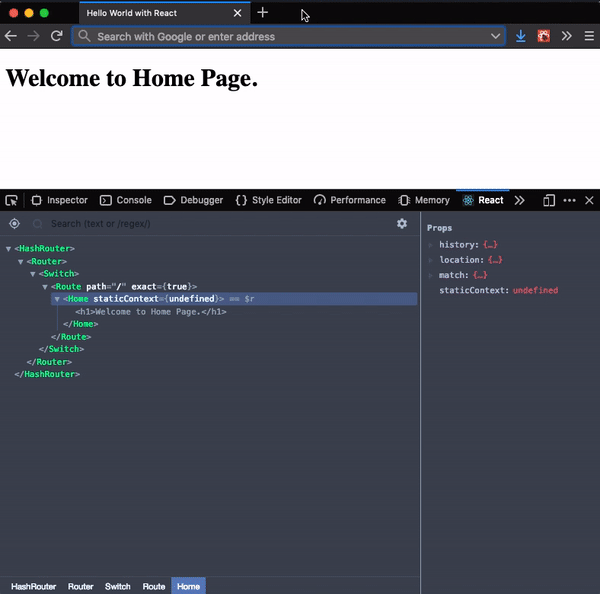 Hello World with React
Search with Google or enter address
Welcome to Home Page.
Inspector Console Debugger {} Style Editor Performance Memory React
Search (text or /regex/)
Props
<HashRouter>
history: {…}
<Router>
location: {…}
<Switch>
match: {…}
<Route path="/" exact={true}>
staticContext: undefined
<Home staticContext={undefined}> == $r
<h1>Welcome to Home Page.</h1>
</Home>
</Route>
</Switch>
</Router>
</HashRouter>
HashRouter Router Switch Route Home